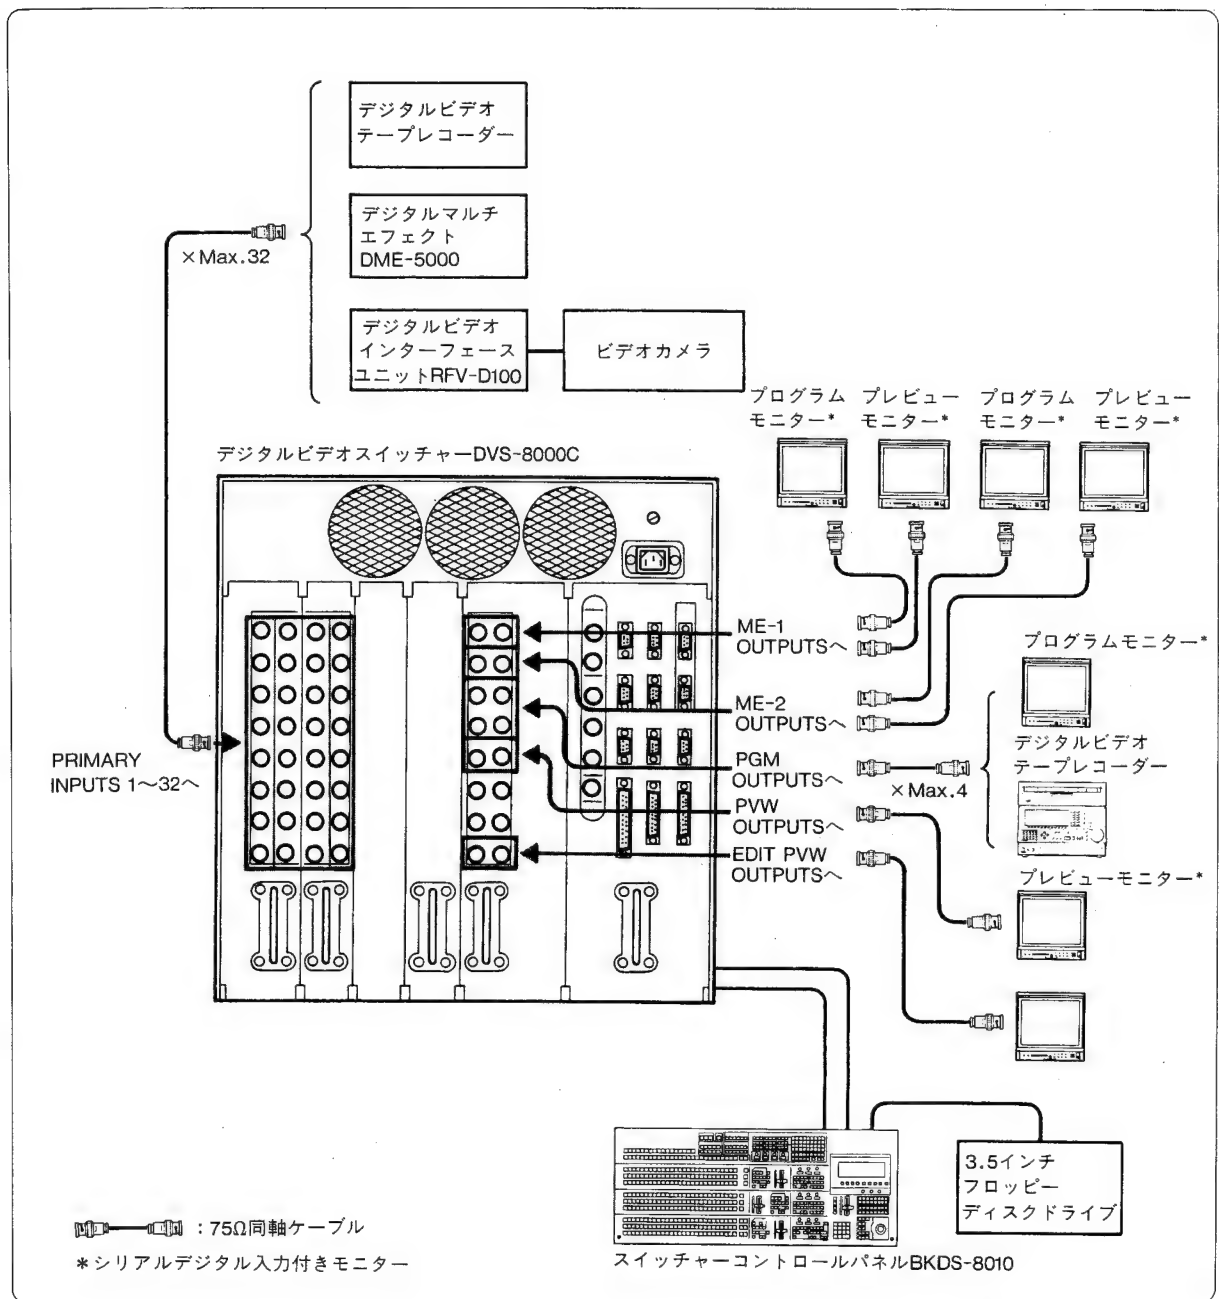 デジタルビデオ
テープレコーダー
デジタルマルチ
エフェクト
DME-5000
×Max.32
デジタルビデオ
インターフェース
ユニットRFV-D100
ビデオカメラ
デジタルビデオスイッチャーDVS-8000C
プログラム
モニター*
プレビュー
モニター*
プログラム
モニター*
プレビュー
モニター*
ME-1
OUTPUTSへ
ME-2
OUTPUTSへ
PGM
OUTPUTSへ
×Max.4
PVW
OUTPUTSへ
EDIT PVW
OUTPUTSへ
プログラムモニター*
デジタルビデオ
テープレコーダー
プレビューモニター*
PRIMARY
INPUTS 1〜32へ
3.5インチ
フロッピー
ディスクドライブ
スイッチャーコントロールパネルBKDS-8010
:75Ω同軸ケーブル
*シリアルデジタル入力付きモニター